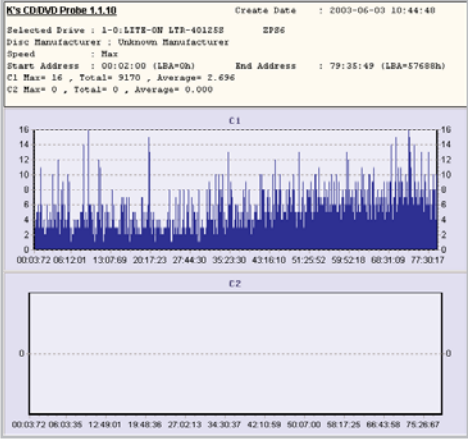 K's CD/DVD Probe 1.1.10 Create Date : 2003-06-03 10:44:48
Selected Drive : 1-0:LITE-ON LTR-40125S ZPS6
Disc Manufacturer : Unknown Manufacturer
Speed : Max
Start Address : 00:02:00 (LBA=0h) End Address : 79:35:49 (LBA=57688h)
C1 Max= 16 , Total= 9170 , Average= 2.696
C2 Max= 0 , Total= 0 , Average= 0.000
C1
16 16
14 14
12 12
10 10
8 8
6 6
4 4
2 2
0 0
00:03.72 06:12.01 13:07.69 20:17.23 27:44.30 35:23.30 43:16.10 51:25.52 59:52.18 68:31.09 77:30.17
C2
0 0
00:03.72 06:03.35 12:49.01 19:48.36 27:02.13 34:30.37 42:10.59 50:07.00 58:17.25 66:43.58 75:26.67